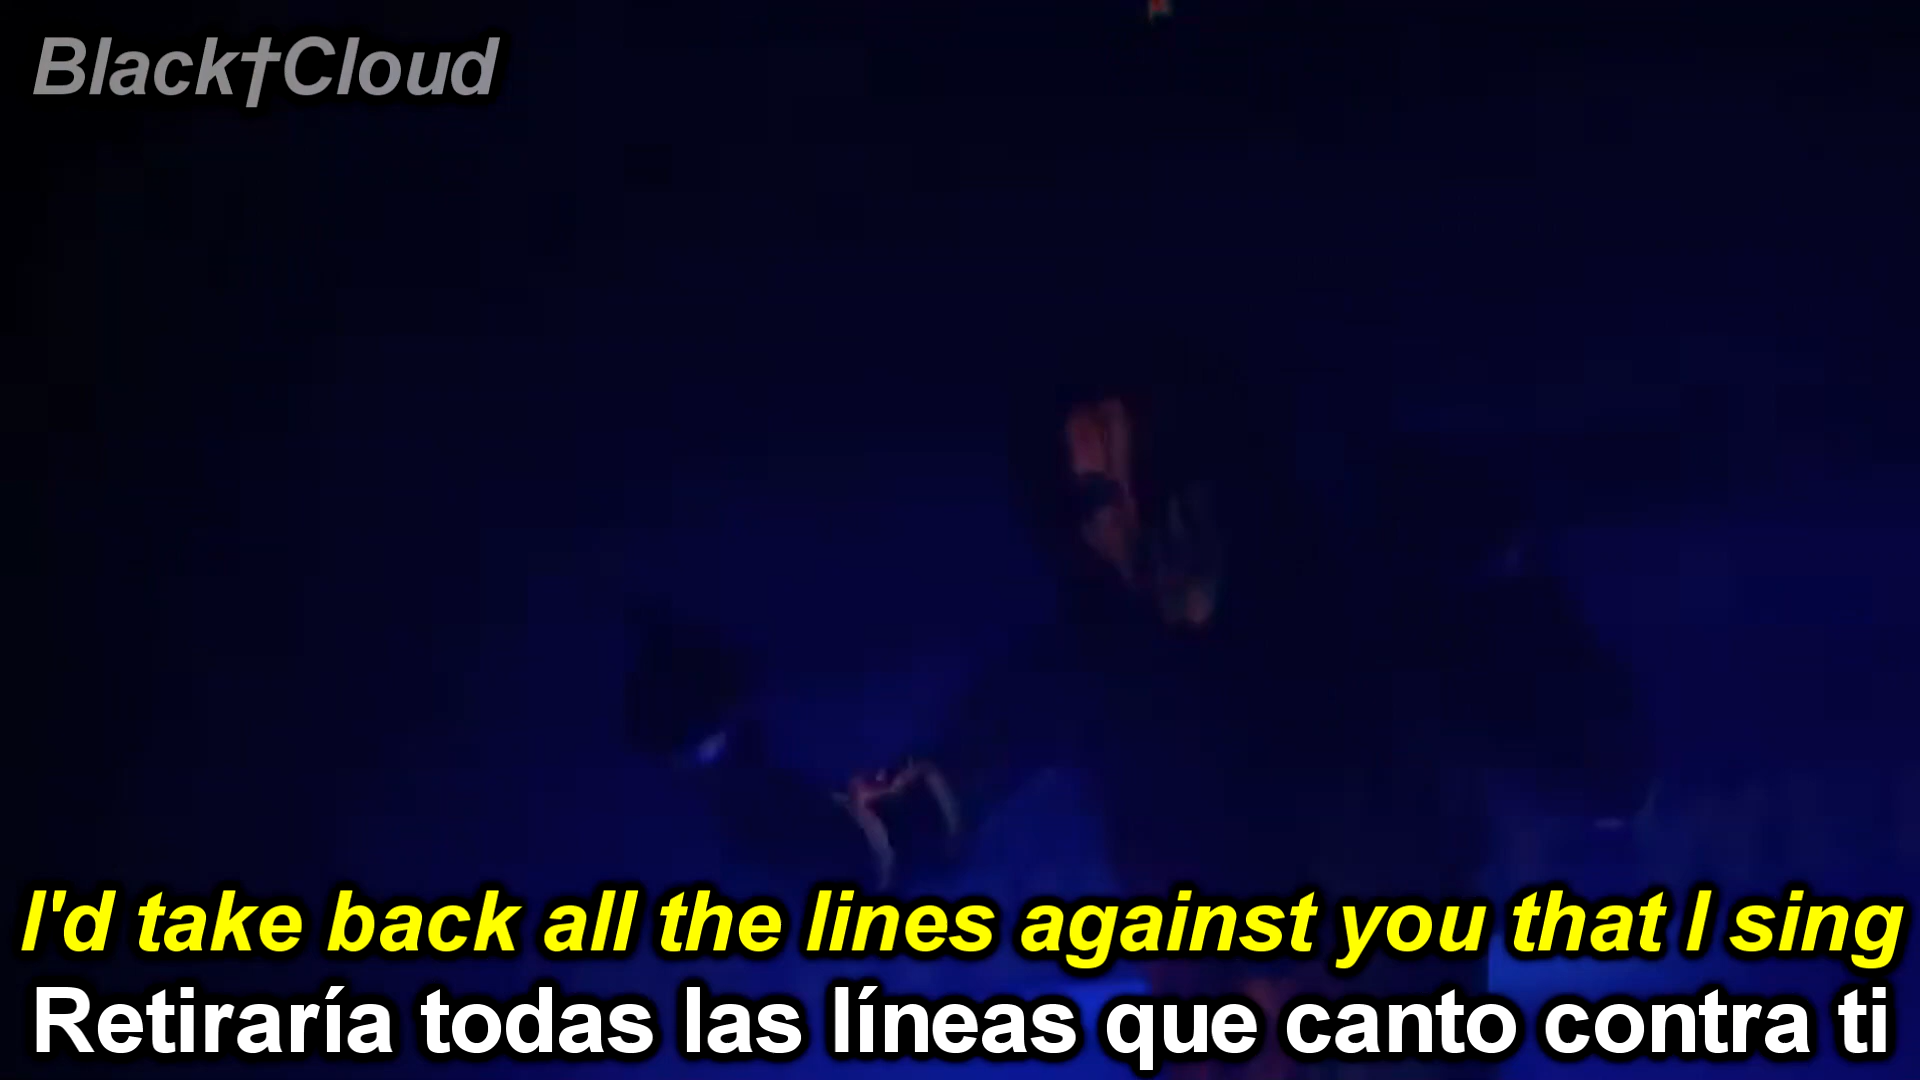 Black†Cloud
I'd take back all the lines against you that I sing
Retiraría todas las líneas que canto contra ti